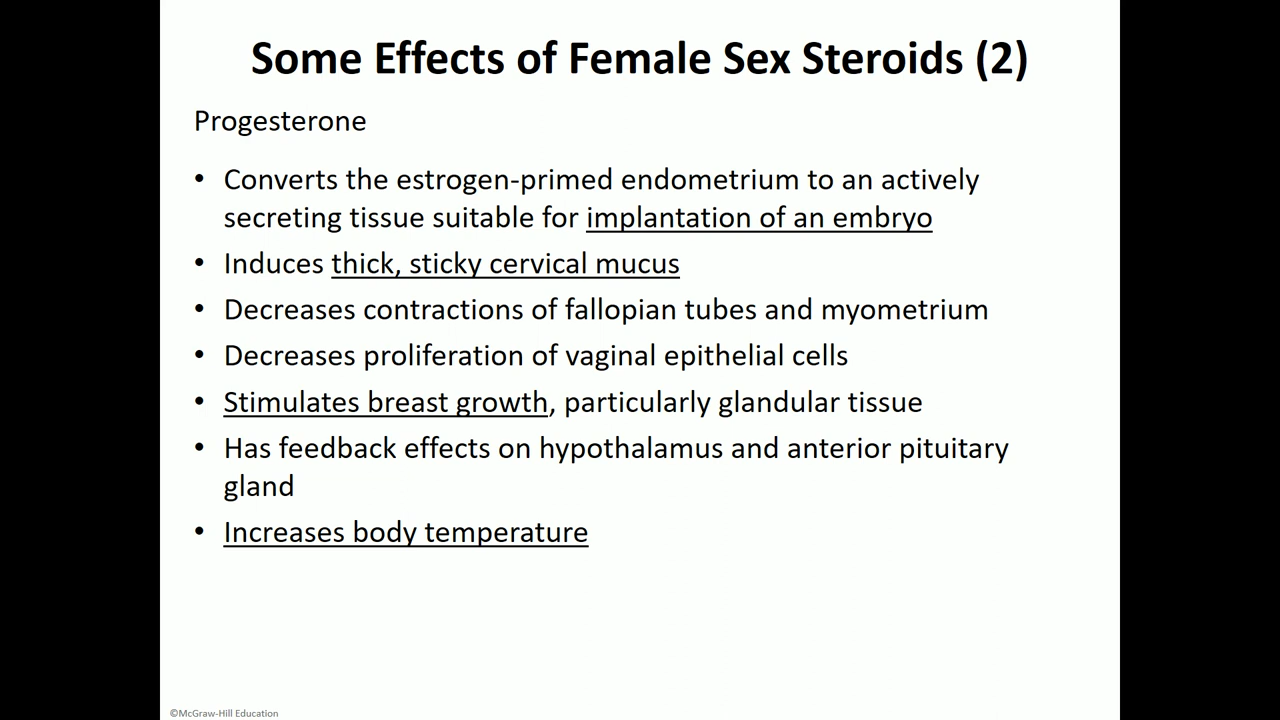 Some Effects of Female Sex Steroids (2)
Progesterone
• Converts the estrogen-primed endometrium to an actively
secreting tissue suitable for implantation of an embryo
• Induces thick, sticky cervical mucus
• Decreases contractions of fallopian tubes and myometrium
• Decreases proliferation of vaginal epithelial cells
• Stimulates breast growth, particularly glandular tissue
• Has feedback effects on hypothalamus and anterior pituitary
gland
• Increases body temperature
©McGraw-Hill Education